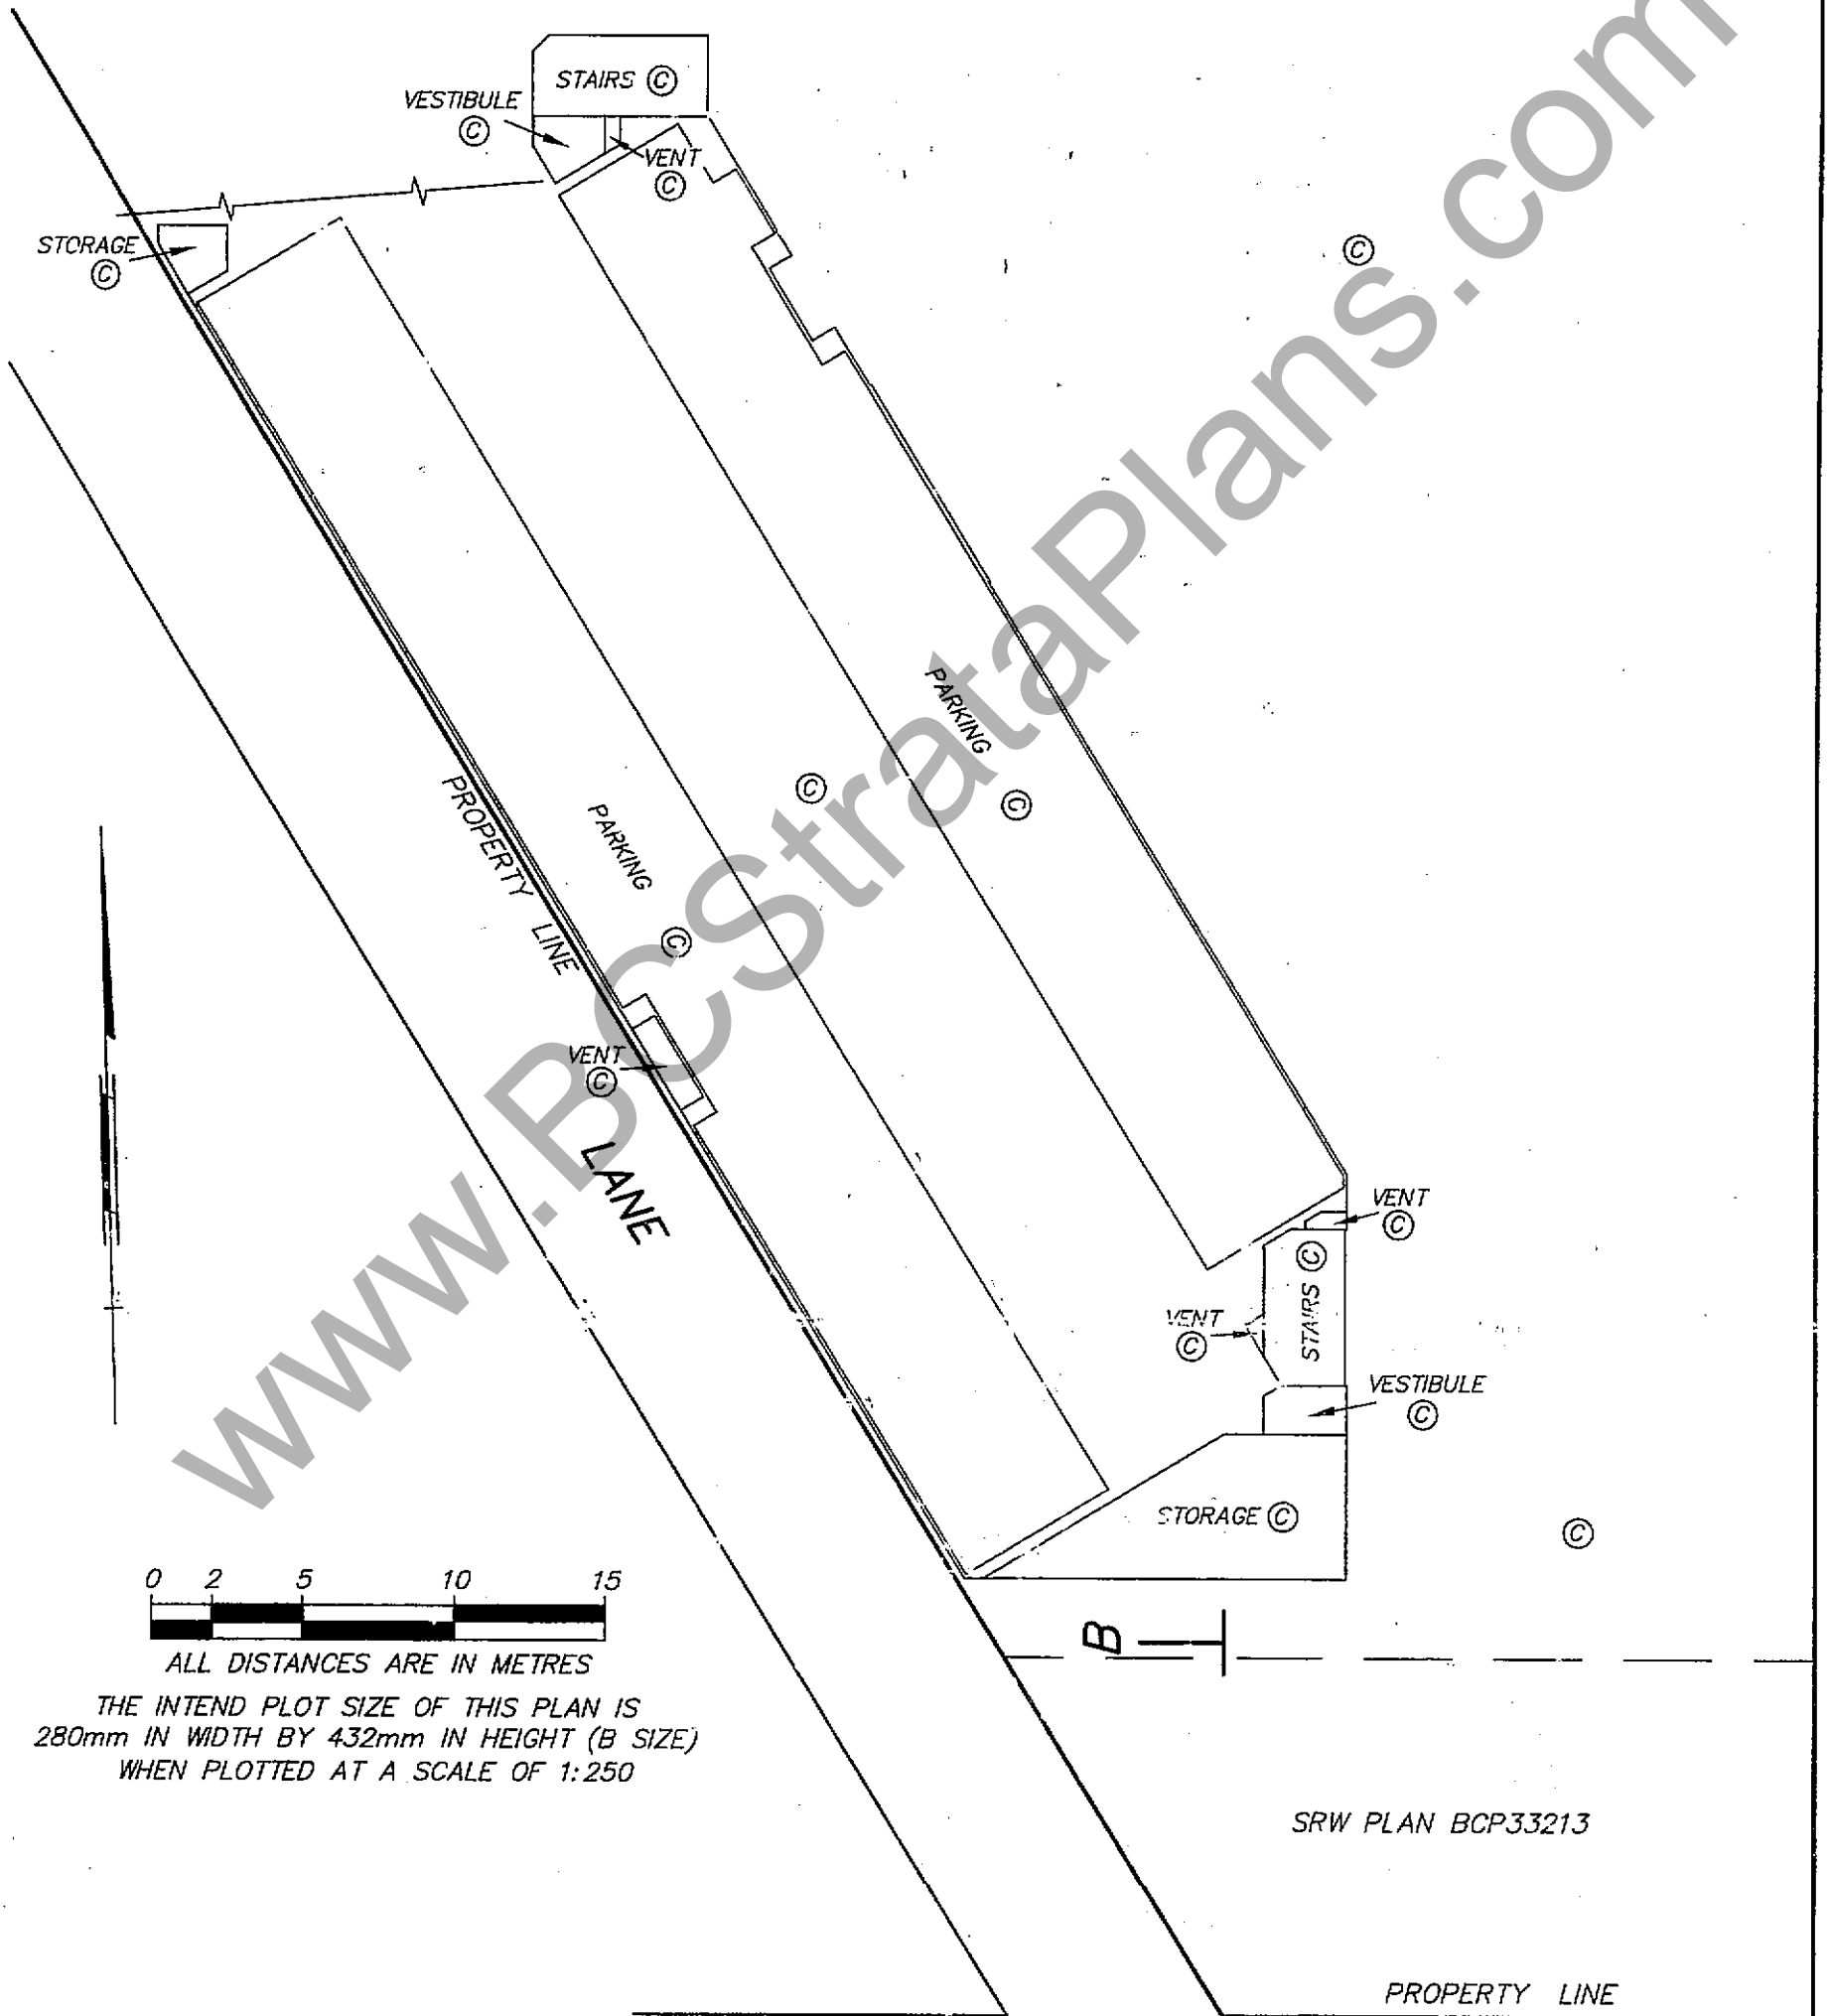 STAIRS ©
VESTIBULE
©
VENT
©
STORAGE
©
©
PARKING
©
©
PARKING
©
PROPERTY LINE
VENT
©
LANE
VENT
©
STAIRS ©
VENT
©
VESTIBULE
©
STORAGE ©
©
0 2 5 10 15
ALL DISTANCES ARE IN METRES
THE INTEND PLOT SIZE OF THIS PLAN IS
280mm IN WIDTH BY 432mm IN HEIGHT (B SIZE)
WHEN PLOTTED AT A SCALE OF 1:250
B
SRW PLAN BCP33213
PROPERTY LINE
www.BCStrataPlans.com